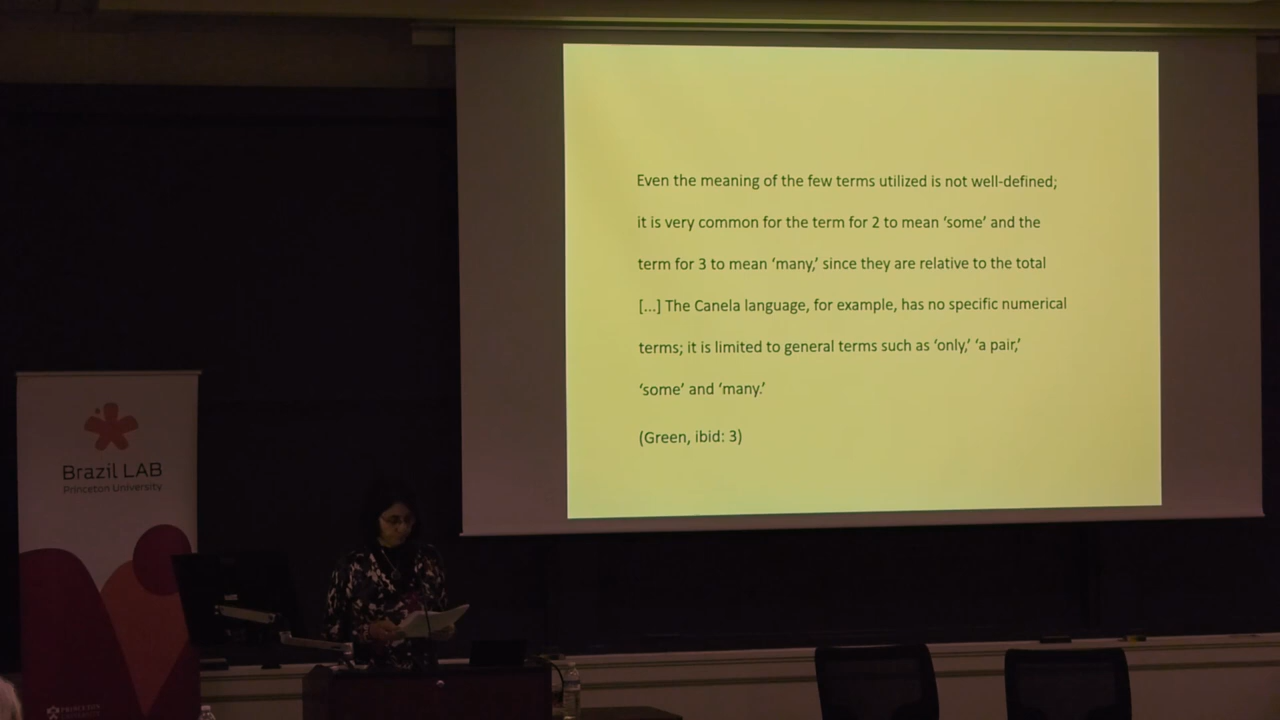 Even the meaning of the few terms utilized is not well-defined;
it is very common for the term for 2 to mean ‘some’ and the
term for 3 to mean ‘many,’ since they are relative to the total
[...] The Canela language, for example, has no specific numerical
terms; it is limited to general terms such as ‘only,’ ‘a pair,’
‘some’ and ‘many.’
(Green, ibid: 3)
Brazil LAB
Princeton University
PRINCETON